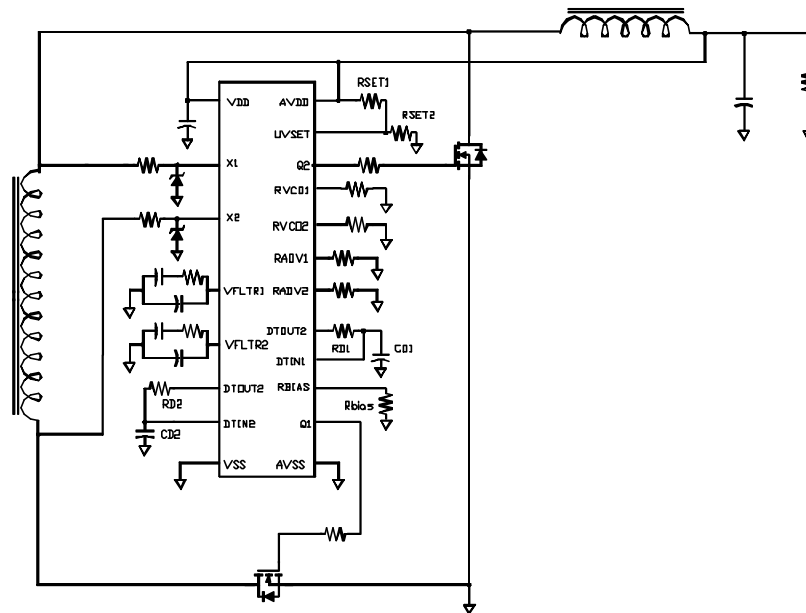 RSET1
VDD
AVDD
RSET2
UVSET
X1
Q2
RVCO1
X2
RVCO2
RADV1
VFLTR1
RADV2
DTOUT2
VFLTR2
RD1
CD1
DTIN1
DTOUT2
RBIAS
RD2
Rbias
DTIN2
Q1
CD2
VSS
AVSS